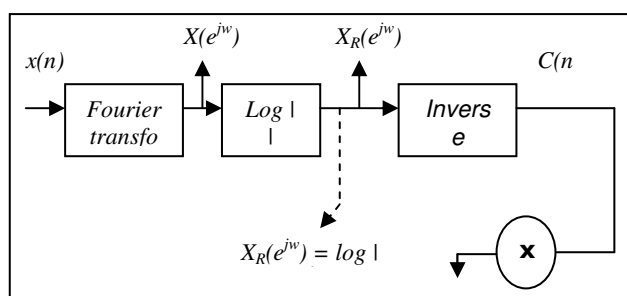 X(e^{jw})
X_R(e^{jw})
x(n)
C(n
Fourier
transfo
Log |
|
Invers
e
x
X_R(e^{jw}) = log |